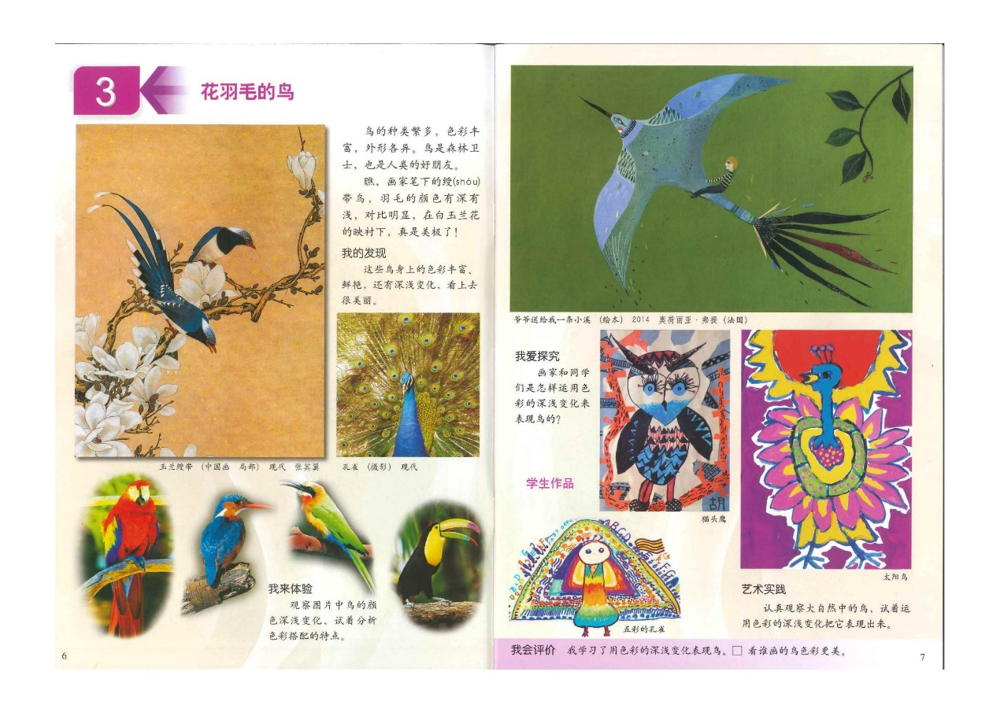 3
花羽毛的鸟
鸟的种类繁多，色彩丰
富，外形各异。鸟是森林卫
士，也是人类的好朋友。
瞧，画家笔下的绶(shòu)
带鸟，羽毛的颜色有深有
浅，对比明显，在白玉兰花
的映衬下，真是美极了！
我的发现
这些鸟身上的色彩丰富、
鲜艳，还有深浅变化，看上去
很美丽。
玉兰绶带（中国画 局部） 现代 张其翼
孔雀（摄影） 现代
我来体验
观察图片中鸟的颜
色深浅变化，试着分析
色彩搭配的特点。
6
爷爷送给我一条小溪（绘本） 2014 奥荷丽亚·弗提（法国）
我爱探究
画家和同学
们是怎样运用色
彩的深浅变化来
表现鸟的？
学生作品
胡
猫头鹰
ABCD
五彩的孔雀
太阳鸟
艺术实践
认真观察大自然中的鸟，试着运
用色彩的深浅变化把它表现出来。
我会评价 我学习了用色彩的深浅变化表现鸟。□ 看谁画的鸟色彩更美。
7